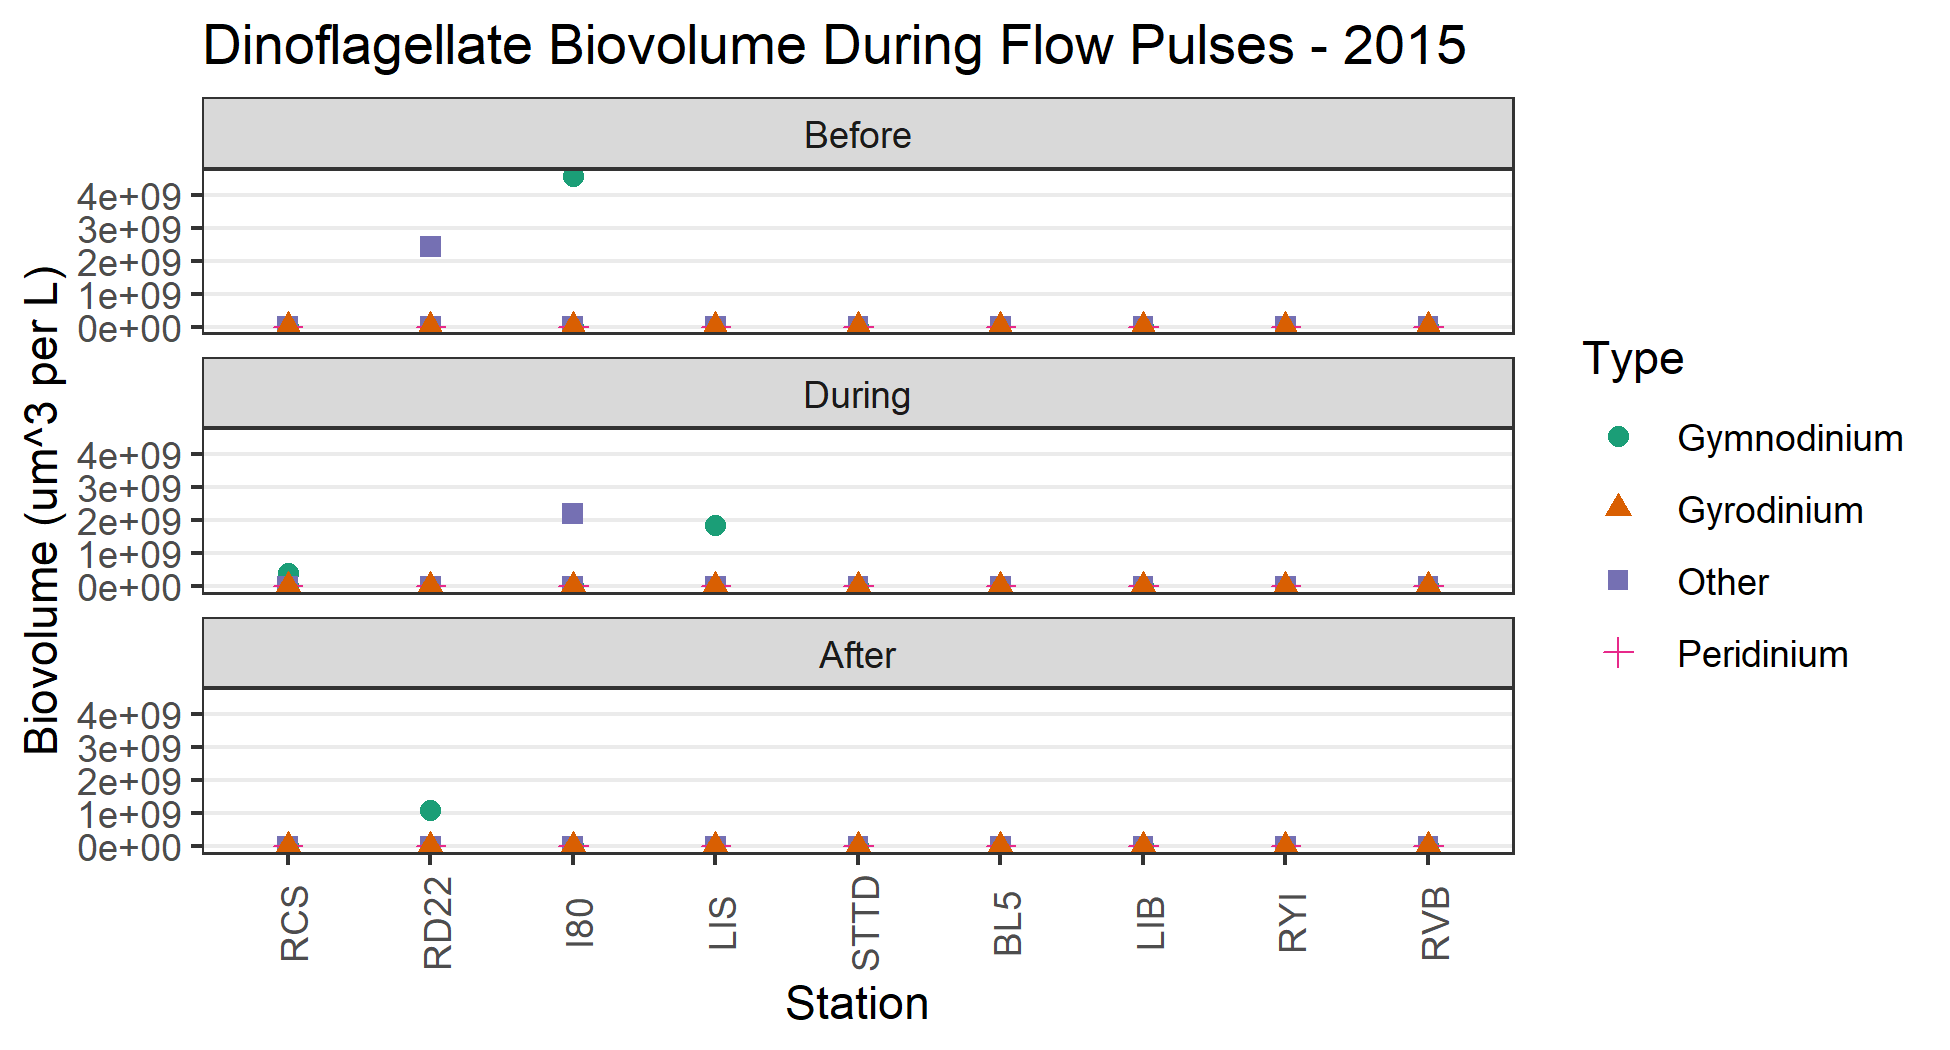 Dinoflagellate Biovolume During Flow Pulses - 2015
Before
4e+09
3e+09
2e+09
1e+09
0e+00
During
4e+09
3e+09
2e+09
1e+09
0e+00
After
4e+09
3e+09
2e+09
1e+09
0e+00
Biovolume (um^3 per L)
RCS
RD22
I80
LIS
STTD
BL5
LIB
RYI
RVB
Station
Type
Gymnodinium
Gyrodinium
Other
Peridinium